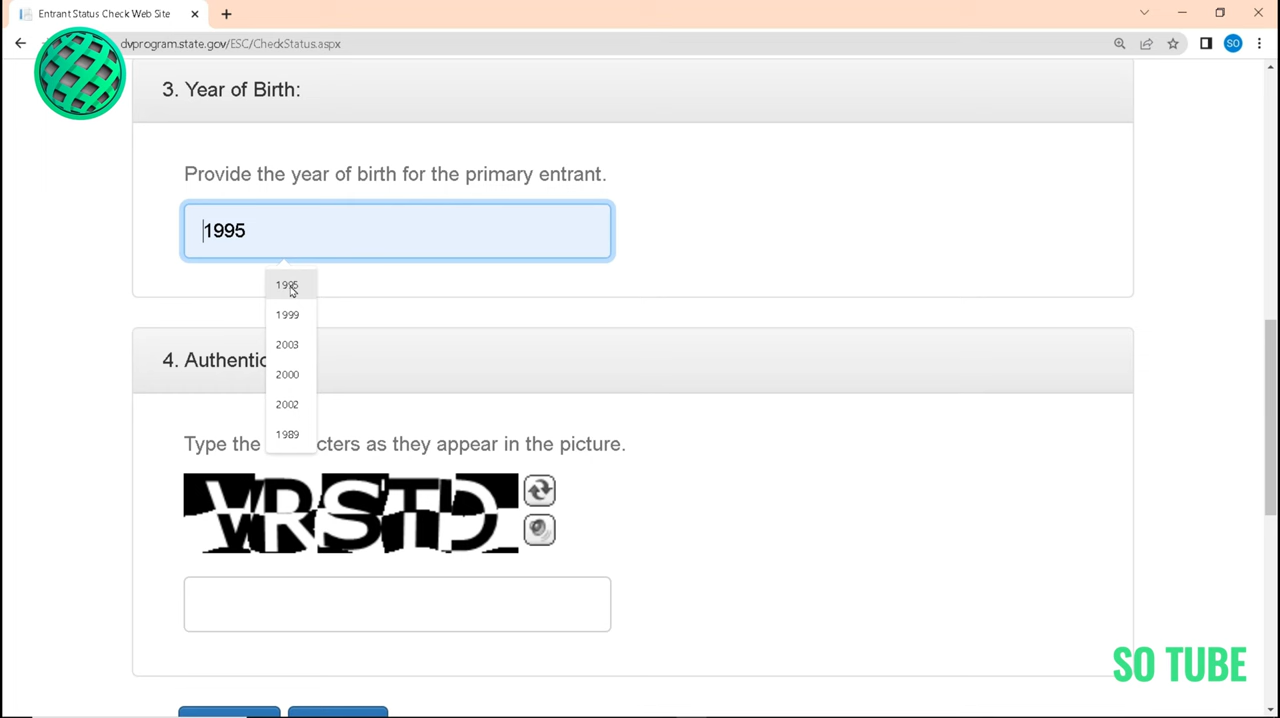 Entrant Status Check Web Site
dvprogram.state.gov/ESC/CheckStatus.aspx
SO
3. Year of Birth:
Provide the year of birth for the primary entrant.
1995
1995
1999
2003
2000
2002
1989
4. Authentic
Type the cters as they appear in the picture.
VRSTD
SO TUBE